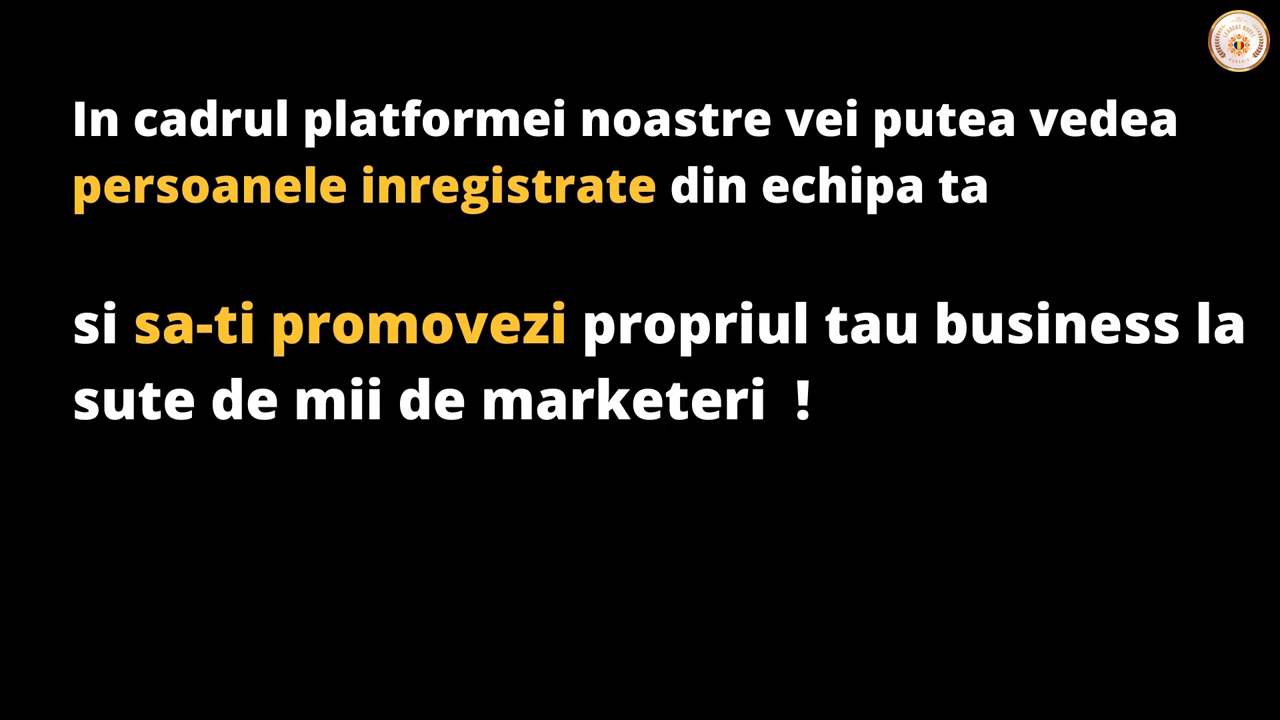 In cadrul platformei noastre vei putea vedea
persoanele inregistrate din echipa ta
si sa-ti promovezi propriul tau business la
sute de mii de marketeri !